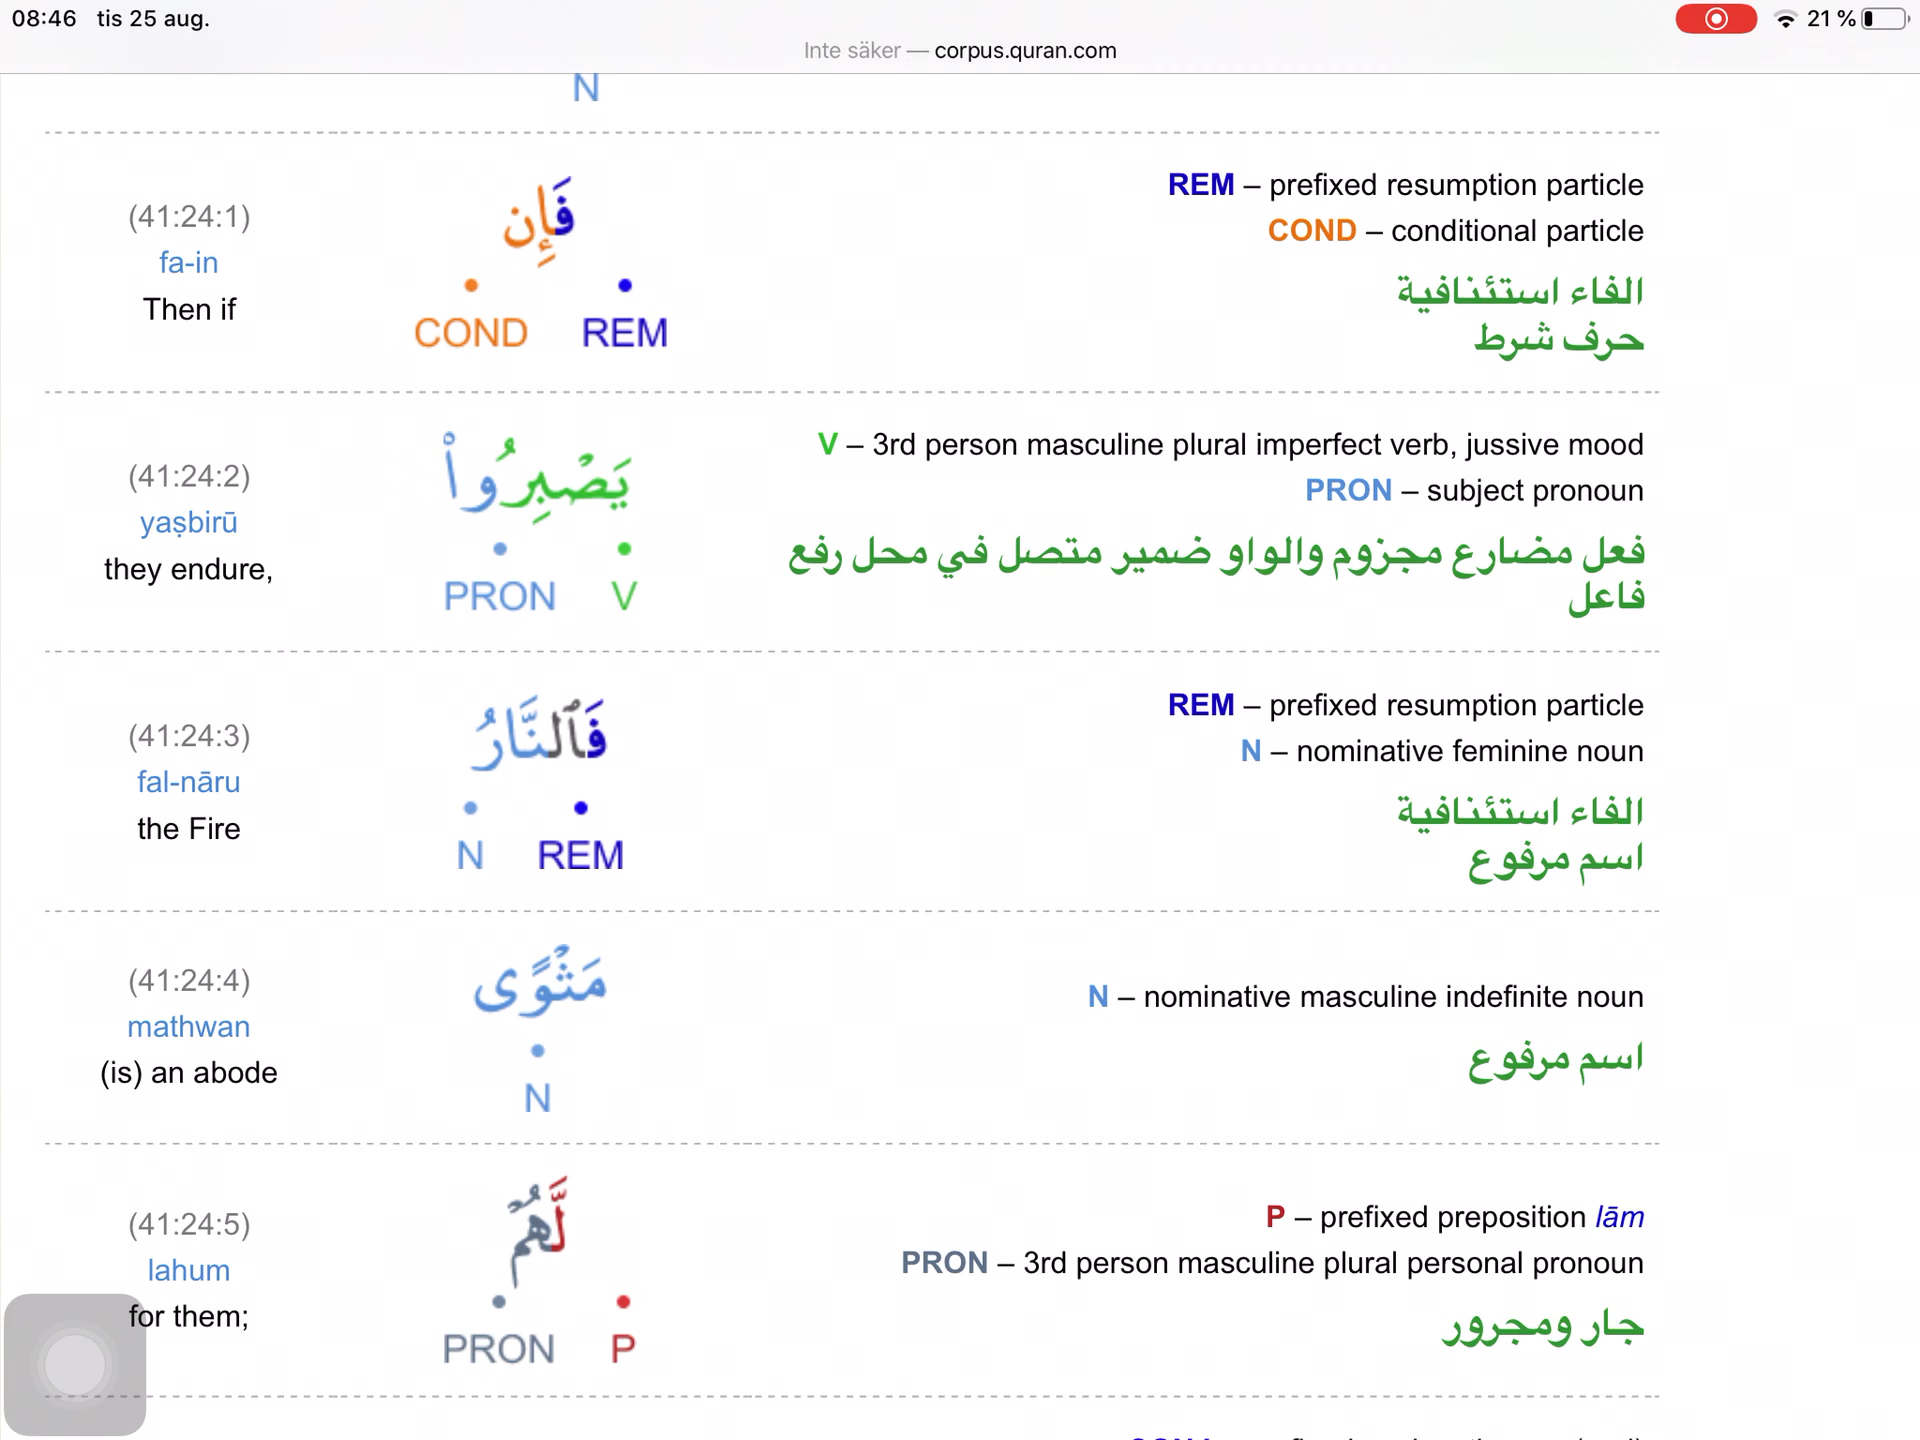 08:46 tis 25 aug.
21 %
Inte säker — corpus.quran.com
N
(41:24:1)
fa-in
Then if
فَإِن
COND REM
REM – prefixed resumption particle
COND – conditional particle
الفاء استئنافية
حرف شرط
(41:24:2)
yaṣbirū
they endure,
يَصْبِرُوا۟
PRON V
V – 3rd person masculine plural imperfect verb, jussive mood
PRON – subject pronoun
فعل مضارع مجزوم والواو ضمير متصل في محل رفع
فاعل
(41:24:3)
fal-nāru
the Fire
فَٱلنَّارُ
N REM
REM – prefixed resumption particle
N – nominative feminine noun
الفاء استئنافية
اسم مرفوع
(41:24:4)
mathwan
(is) an abode
مَثْوًى
N
N – nominative masculine indefinite noun
اسم مرفوع
(41:24:5)
lahum
for them;
لَّهُمْ
PRON P
P – prefixed preposition lām
PRON – 3rd person masculine plural personal pronoun
جار ومجرور